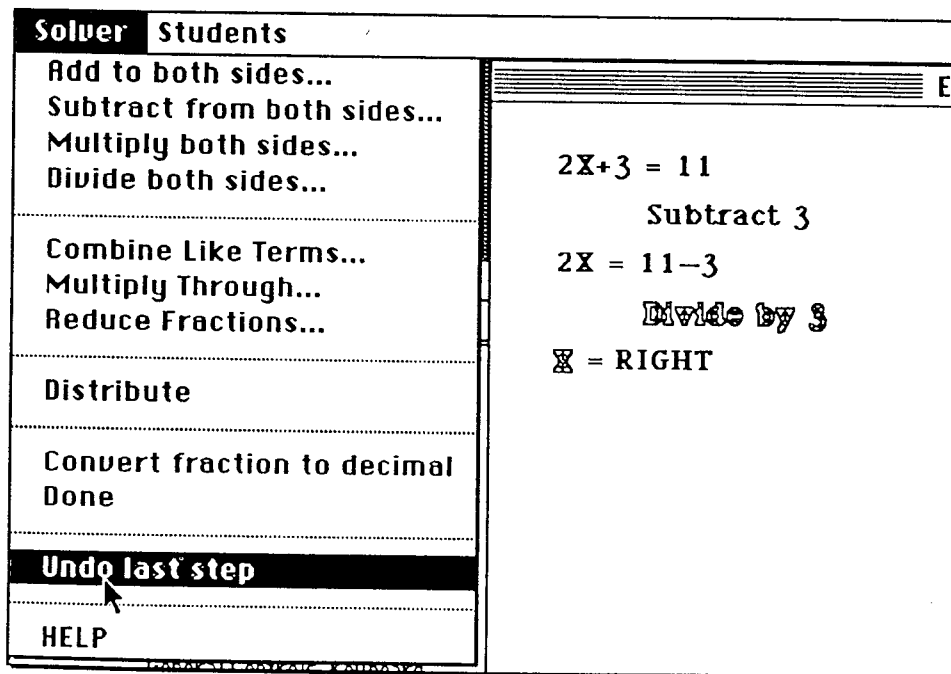 Solver Students
Add to both sides...
Subtract from both sides...
Multiply both sides...
Divide both sides...
Combine Like Terms...
Multiply Through...
Reduce Fractions...
Distribute
Convert fraction to decimal
Done
Undo last step
HELP
E
2X+3 = 11
Subtract 3
2X = 11-3
Divide by 3
X = RIGHT